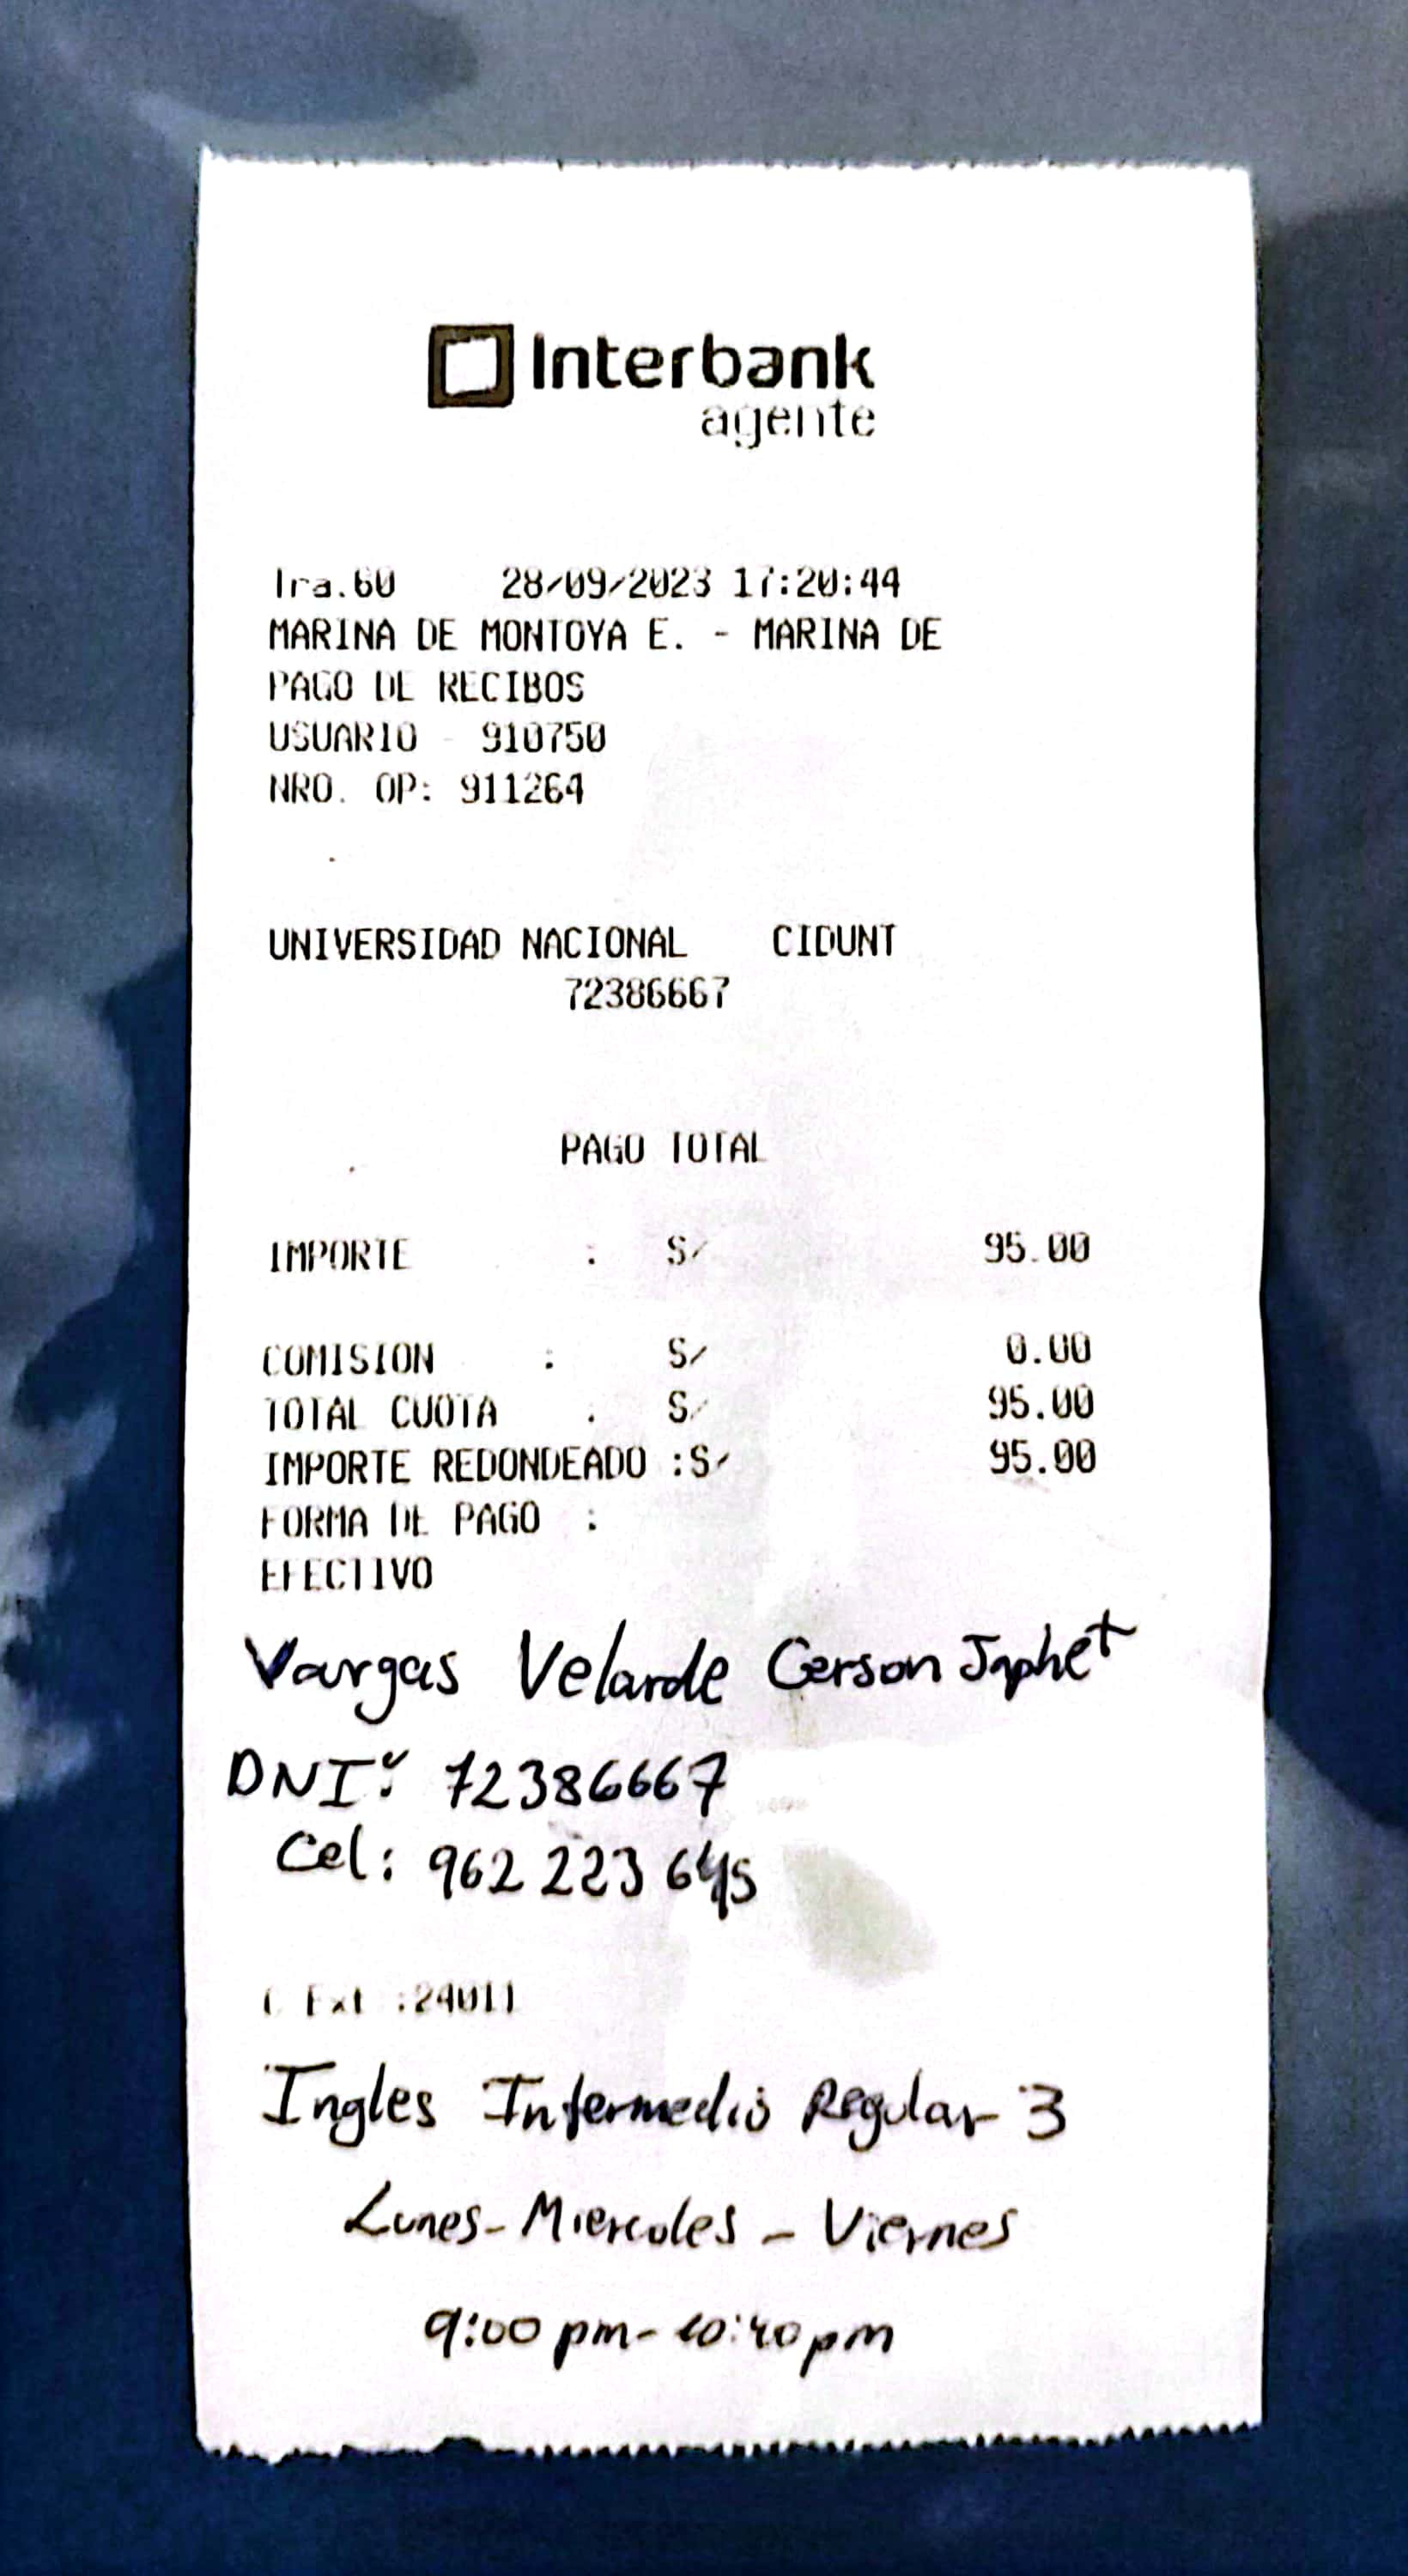 Interbank
agente
Tra.60 28/09/2023 17:20:44
MARINA DE MONTOYA E. - MARINA DE
PAGO DE RECIBOS
USUARIO - 910750
NRO. OP: 911264
UNIVERSIDAD NACIONAL CIDUNT
72386667
PAGO TOTAL
IMPORTE : S/ 95.00
COMISION : S/ 0.00
TOTAL CUOTA : S/ 95.00
IMPORTE REDONDEADO :S/ 95.00
FORMA DE PAGO :
EFECTIVO
Vargas Velarde Gerson Japhet
DNI: 72386667
Cel: 962 223 645
C Ext :24011
Ingles Intermedio Regular 3
Lunes - Miercoles - Viernes
9:00 pm - 10:40 pm